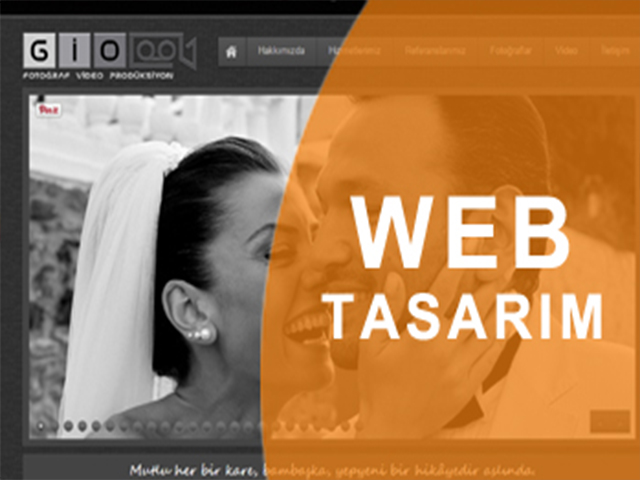 GİO
FOTOĞRAF VİDEO PRODÜKSİYON
Hakkımızda Hizmetlerimiz Referanslarımız Fotoğraflar Video İletişim
Pin it
WEB
TASARIM
Mutlu her bir kare, bambaşka, yepyeni bir hikâyedir aslında.